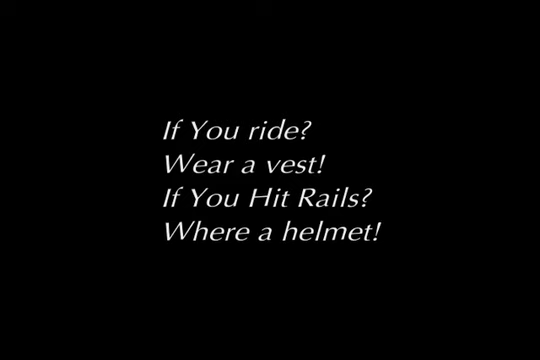 If You ride?
Wear a vest!
If You Hit Rails?
Where a helmet!